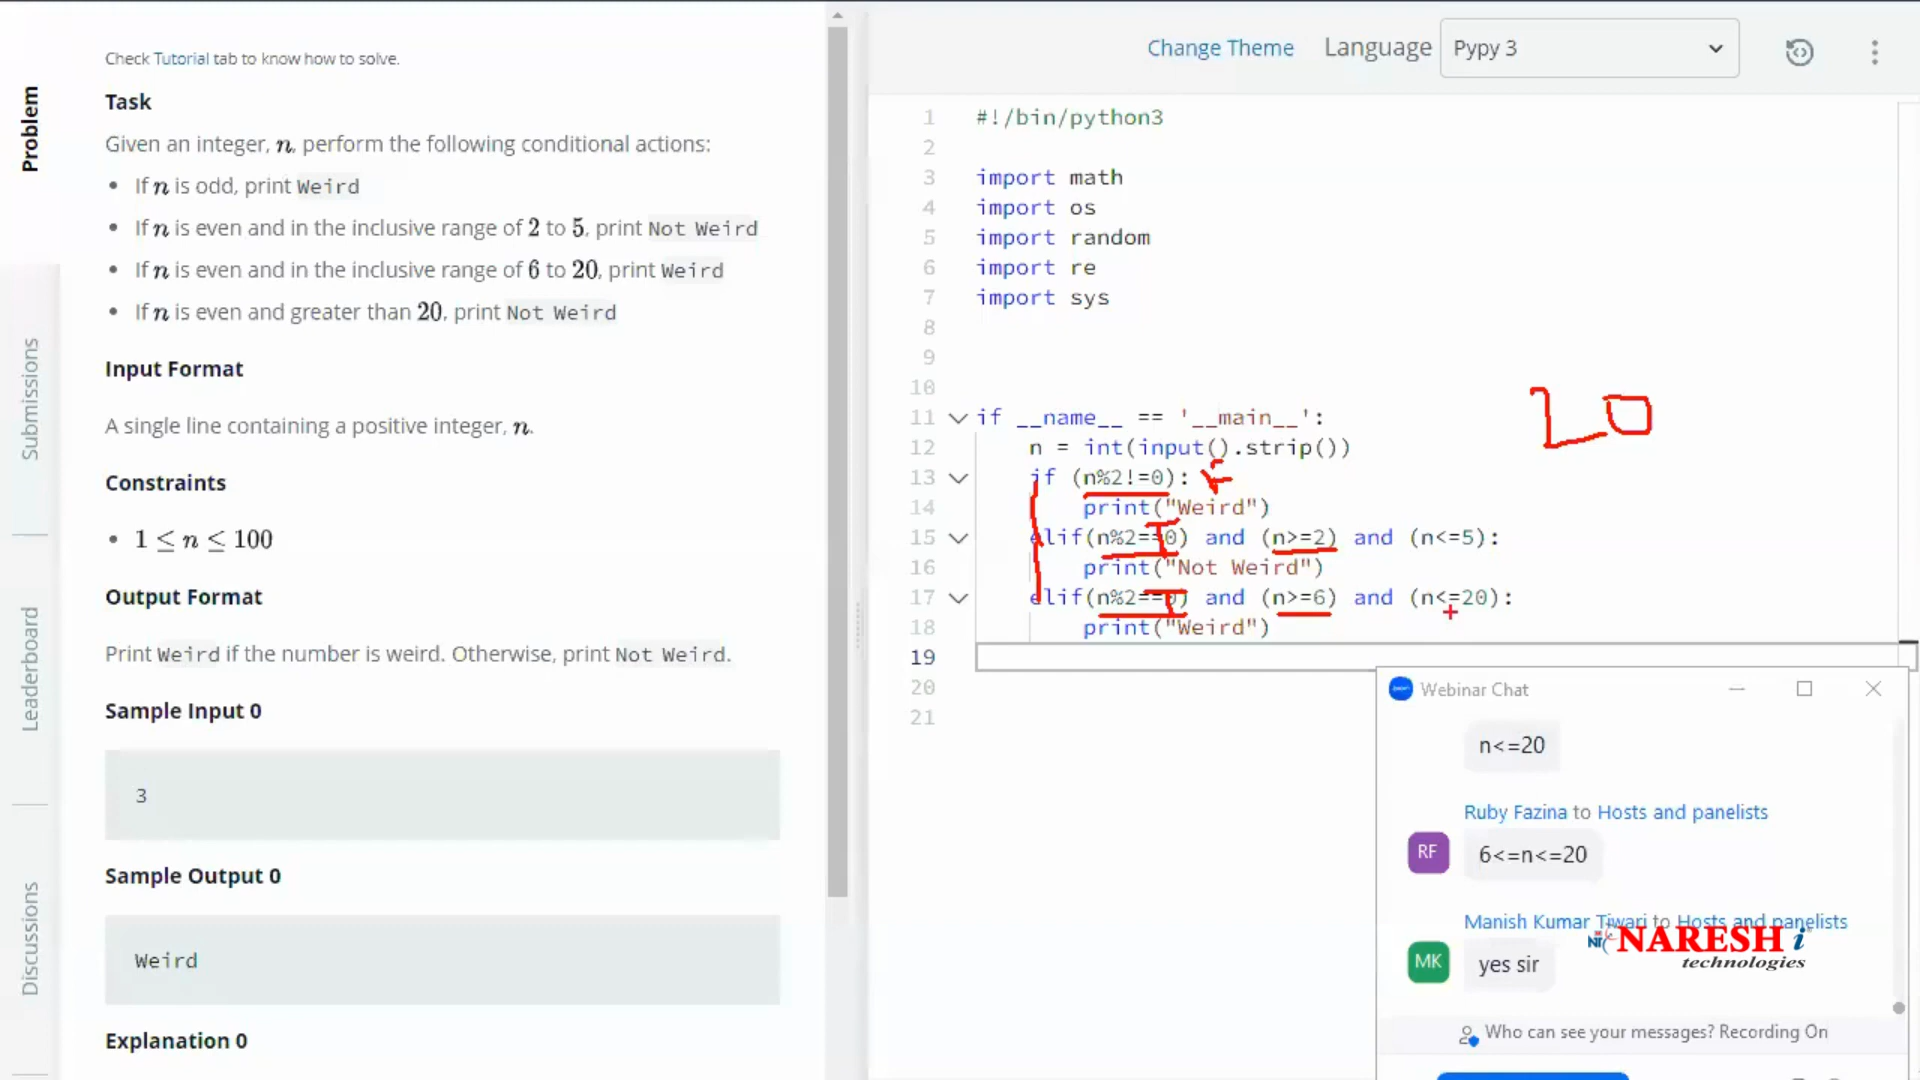 Problem
Submissions
Leaderboard
Discussions
Check Tutorial tab to know how to solve.
Task
Given an integer, n, perform the following conditional actions:
• If n is odd, print Weird
• If n is even and in the inclusive range of 2 to 5, print Not Weird
• If n is even and in the inclusive range of 6 to 20, print Weird
• If n is even and greater than 20, print Not Weird
Input Format
A single line containing a positive integer, n.
Constraints
• 1 ≤ n ≤ 100
Output Format
Print Weird if the number is weird. Otherwise, print Not Weird.
Sample Input 0
3
Sample Output 0
Weird
Explanation 0
Change Theme Language Pypy 3
1 #!/bin/python3
2
3 import math
4 import os
5 import random
6 import re
7 import sys
8
9
10
11 if __name__ == '__main__':
12 n = int(input().strip())
13 if (n%2!=0): F
14 print("Weird")
15 elif(n%2==0) and (n>=2) and (n<=5):
16 print("Not Weird")
17 elif(n%2==0) and (n>=6) and (n<=20):
18 print("Weird")
19
20
21
20
T
T
Webinar Chat
n<=20
Ruby Fazina to Hosts and panelists
RF 6<=n<=20
Manish Kumar Tiwari to Hosts and panelists
MK yes sir
NARESH i
technologies
Who can see your messages? Recording On